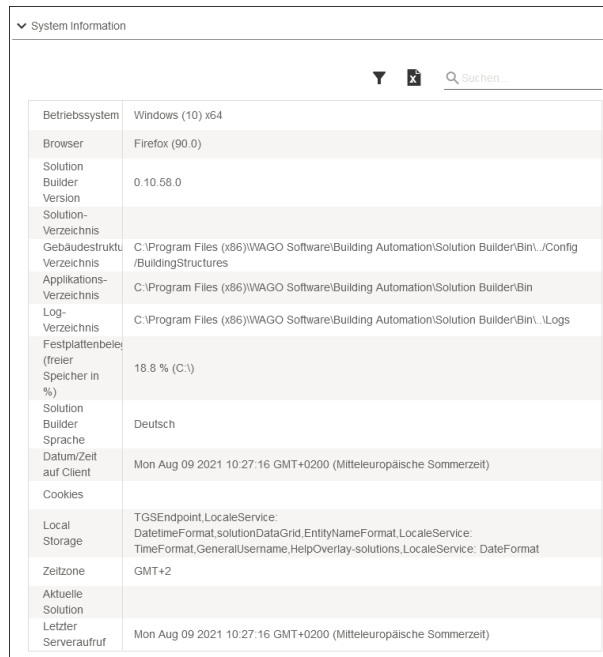 System Information
Suchen...
Betriebssystem Windows (10) x64
Browser Firefox (90.0)
Solution
Builder
Version
0.10.58.0
Solution-
Verzeichnis
Gebäudestruktu
Verzeichnis
C:\Program Files (x86)\WAGO Software\Building Automation\Solution Builder\Bin\../Config
/BuildingStructures
Applikations-
Verzeichnis
C:\Program Files (x86)\WAGO Software\Building Automation\Solution Builder\Bin
Log-
Verzeichnis
C:\Program Files (x86)\WAGO Software\Building Automation\Solution Builder\Bin\..\Logs
Festplattenbeleg
(freier
Speicher in
%)
18.8 % (C:\)
Solution
Builder
Sprache
Deutsch
Datum/Zeit
auf Client
Mon Aug 09 2021 10:27:16 GMT+0200 (Mitteleuropäische Sommerzeit)
Cookies
Local
Storage
TGSEndpoint,LocaleService:
DatetimeFormat,solutionDataGrid,EntityNameFormat,LocaleService:
TimeFormat,GeneralUsername,HelpOverlay-solutions,LocaleService: DateFormat
Zeitzone GMT+2
Aktuelle
Solution
Letzter
Serveraufruf
Mon Aug 09 2021 10:27:16 GMT+0200 (Mitteleuropäische Sommerzeit)